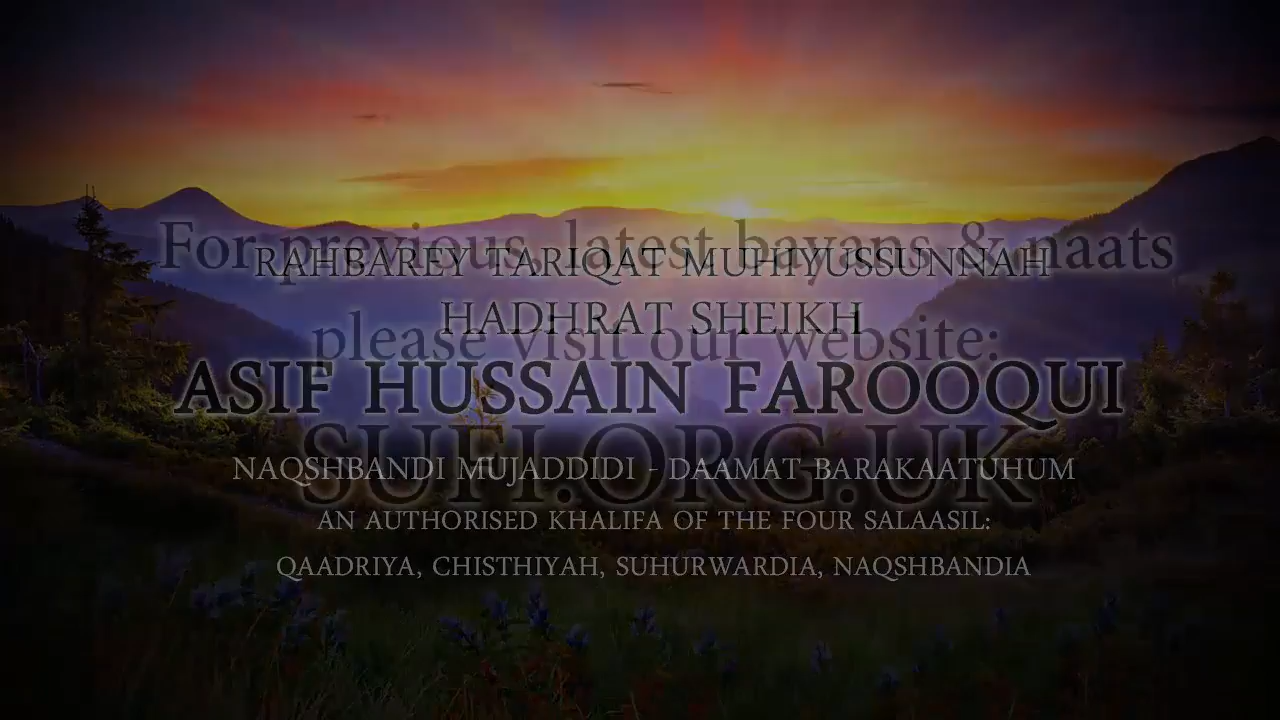 For previous, latest bayans & naats
RAHBAREY TARIQAT MUHIYUSSUNNAH
HADHRAT SHEIKH
please visit our website:
ASIF HUSSAIN FAROOQUI
SUFI.ORG.UK
NAQSHBANDI MUJADDIDI - DAAMAT BARAKAATUHUM
AN AUTHORISED KHALIFA OF THE FOUR SALAASIL:
QAADRIYA, CHISTHIYAH, SUHURWARDIA, NAQSHBANDIA